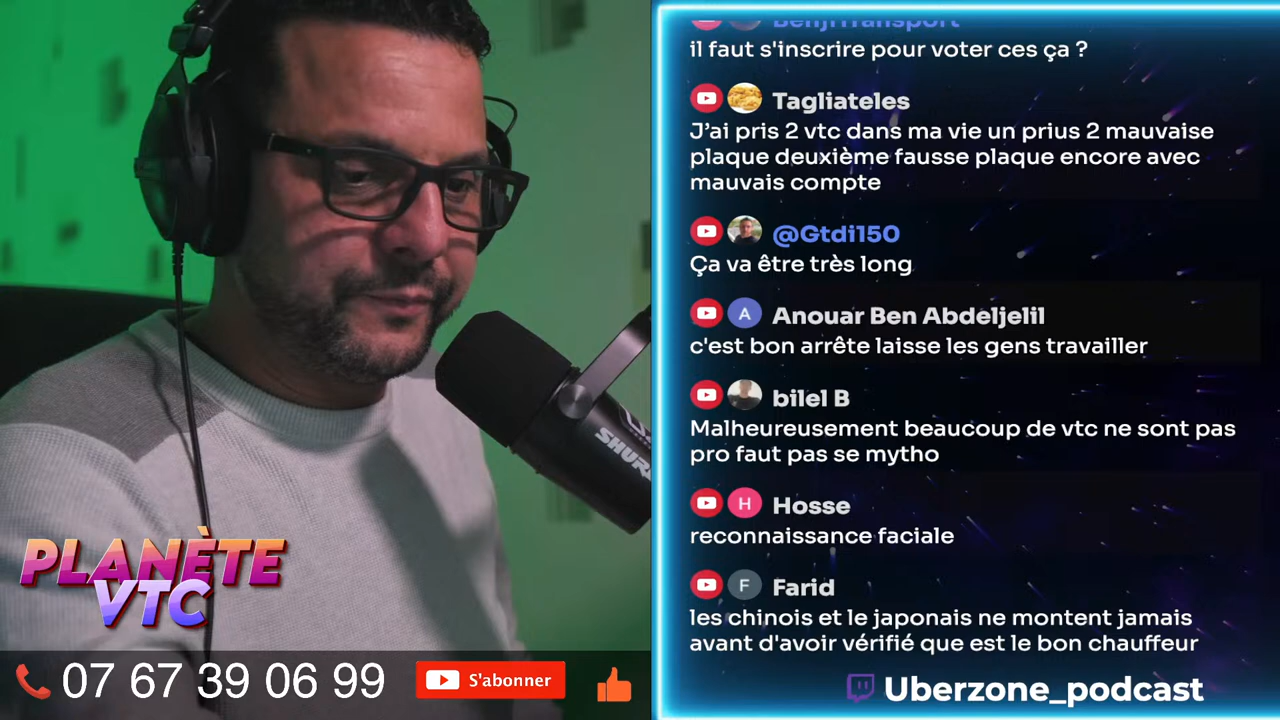 BenjiTransport
il faut s'inscrire pour voter ces ça ?
Tagliateles
J'ai pris 2 vtc dans ma vie un prius 2 mauvaise
plaque deuxième fausse plaque encore avec
mauvais compte
@Gtdi150
Ça va être très long
A
Anouar Ben Abdeljelil
c'est bon arrête laisse les gens travailler
bilel B
Malheureusement beaucoup de vtc ne sont pas
pro faut pas se mytho
H
Hosse
reconnaissance faciale
F
Farid
les chinois et le japonais ne montent jamais
avant d'avoir vérifié que est le bon chauffeur
Uberzone_podcast
SHURE
PLANÈTE
VTC
07 67 39 06 99
S'abonner